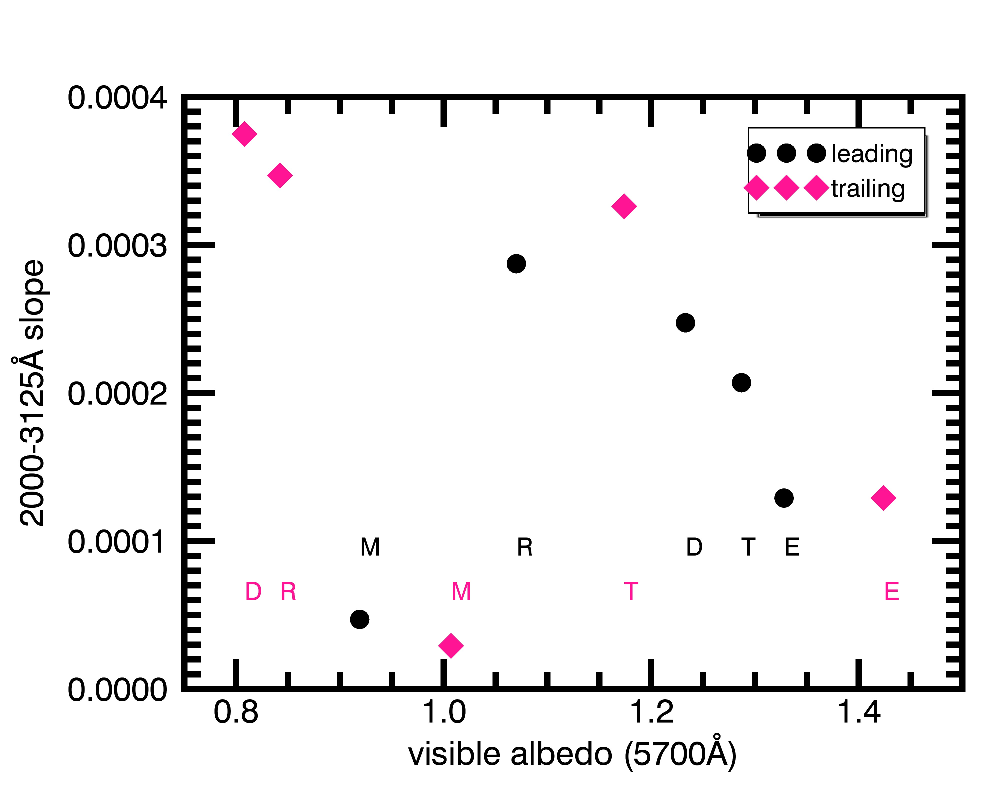 0.0004
leading
trailing
0.0003
0.0002
0.0001
0.0000
2000-3125Å slope
M R D T E
D R M T E
0.8 1.0 1.2 1.4
visible albedo (5700Å)